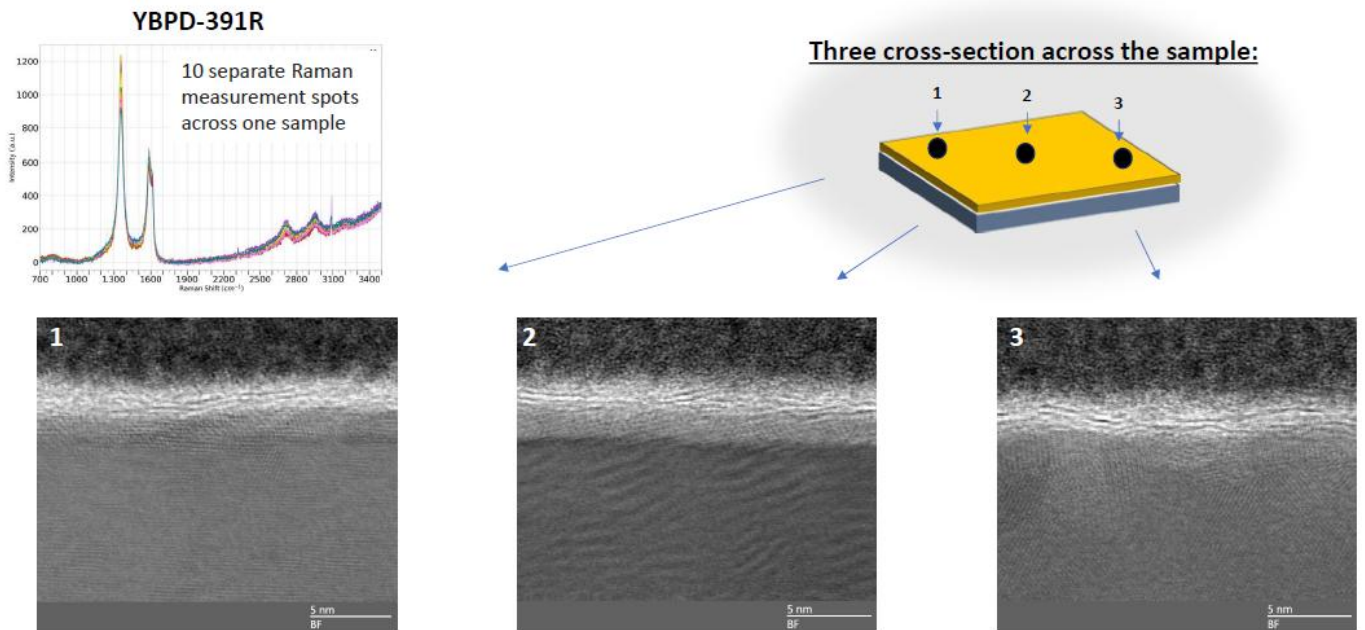 YBPD-391R
10 separate Raman
measurement spots
across one sample
Intensity (a.u.)
1200
1000
800
600
400
200
0
700 1000 1300 1600 1900 2200 2500 2800 3100 3400
Raman Shift (cm⁻¹)
Three cross-section across the sample:
1
2
3
1
5 nm
BF
2
5 nm
BF
3
5 nm
BF